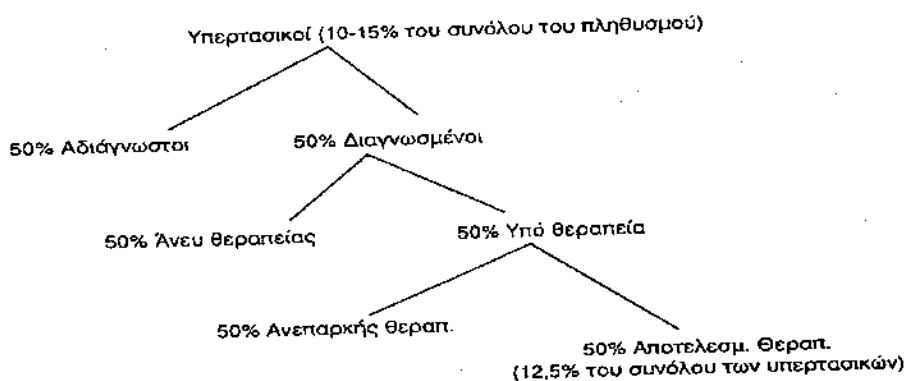 Υπερτασικοί (10-15% του συνόλου του πληθυσμού)
50% Αδιάγνωστοι
50% Διαγνωσμένοι
50% Άνευ θεραπείας
50% Υπό θεραπεία
50% Ανεπαρκής θεραπ.
50% Αποτελεσμ. Θεραπ.
(12,5% του συνόλου των υπερτασικών)